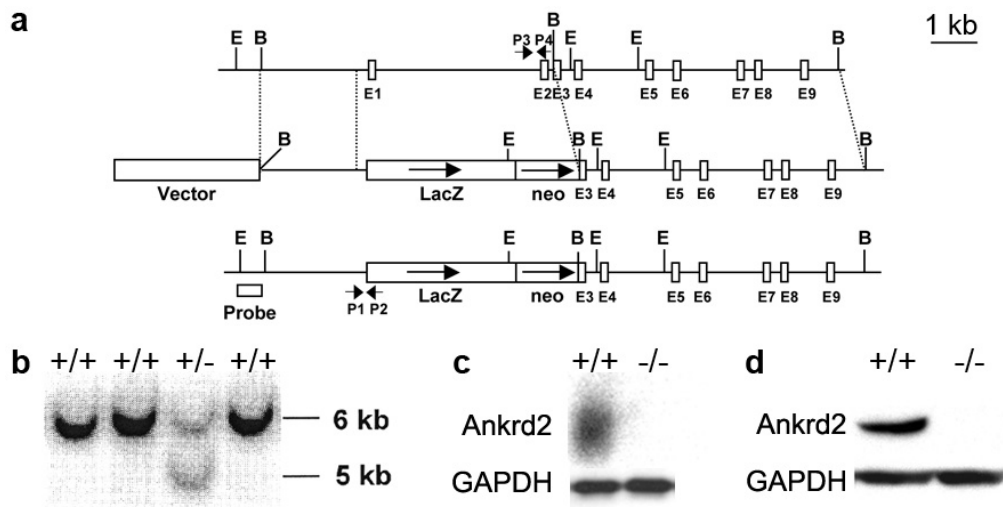 a
1 kb
E B P3 P4 B E E B
E1 E2 E3 E4 E5 E6 E7 E8 E9
B E B E E B
Vector LacZ neo E3 E4 E5 E6 E7 E8 E9
E B E B E E B
Probe P1 P2 LacZ neo E3 E4 E5 E6 E7 E8 E9
b +/+ +/+ +/- +/+
6 kb
5 kb
c +/+ -/-
Ankrd2
GAPDH
d +/+ -/-
Ankrd2
GAPDH